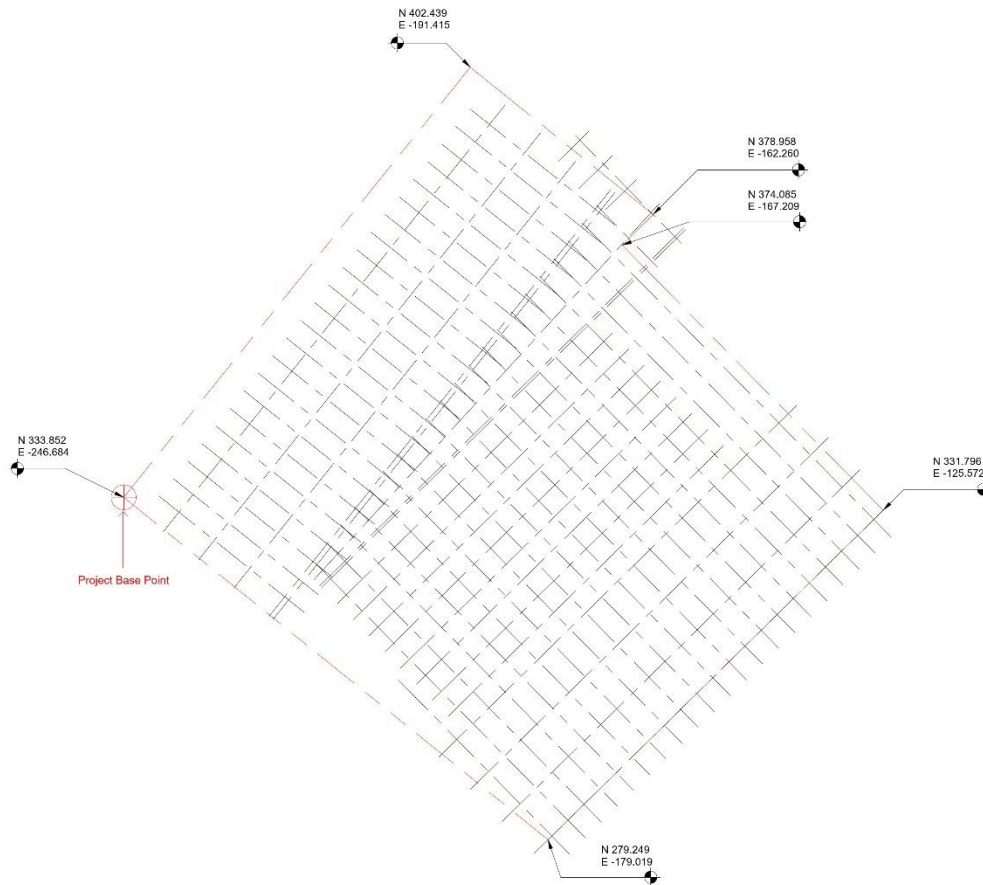 N 402.439
E -191.415
N 378.958
E -162.260
N 374.085
E -167.209
N 333.852
E -246.684
N 331.796
E -125.572
Project Base Point
N 279.249
E -179.019